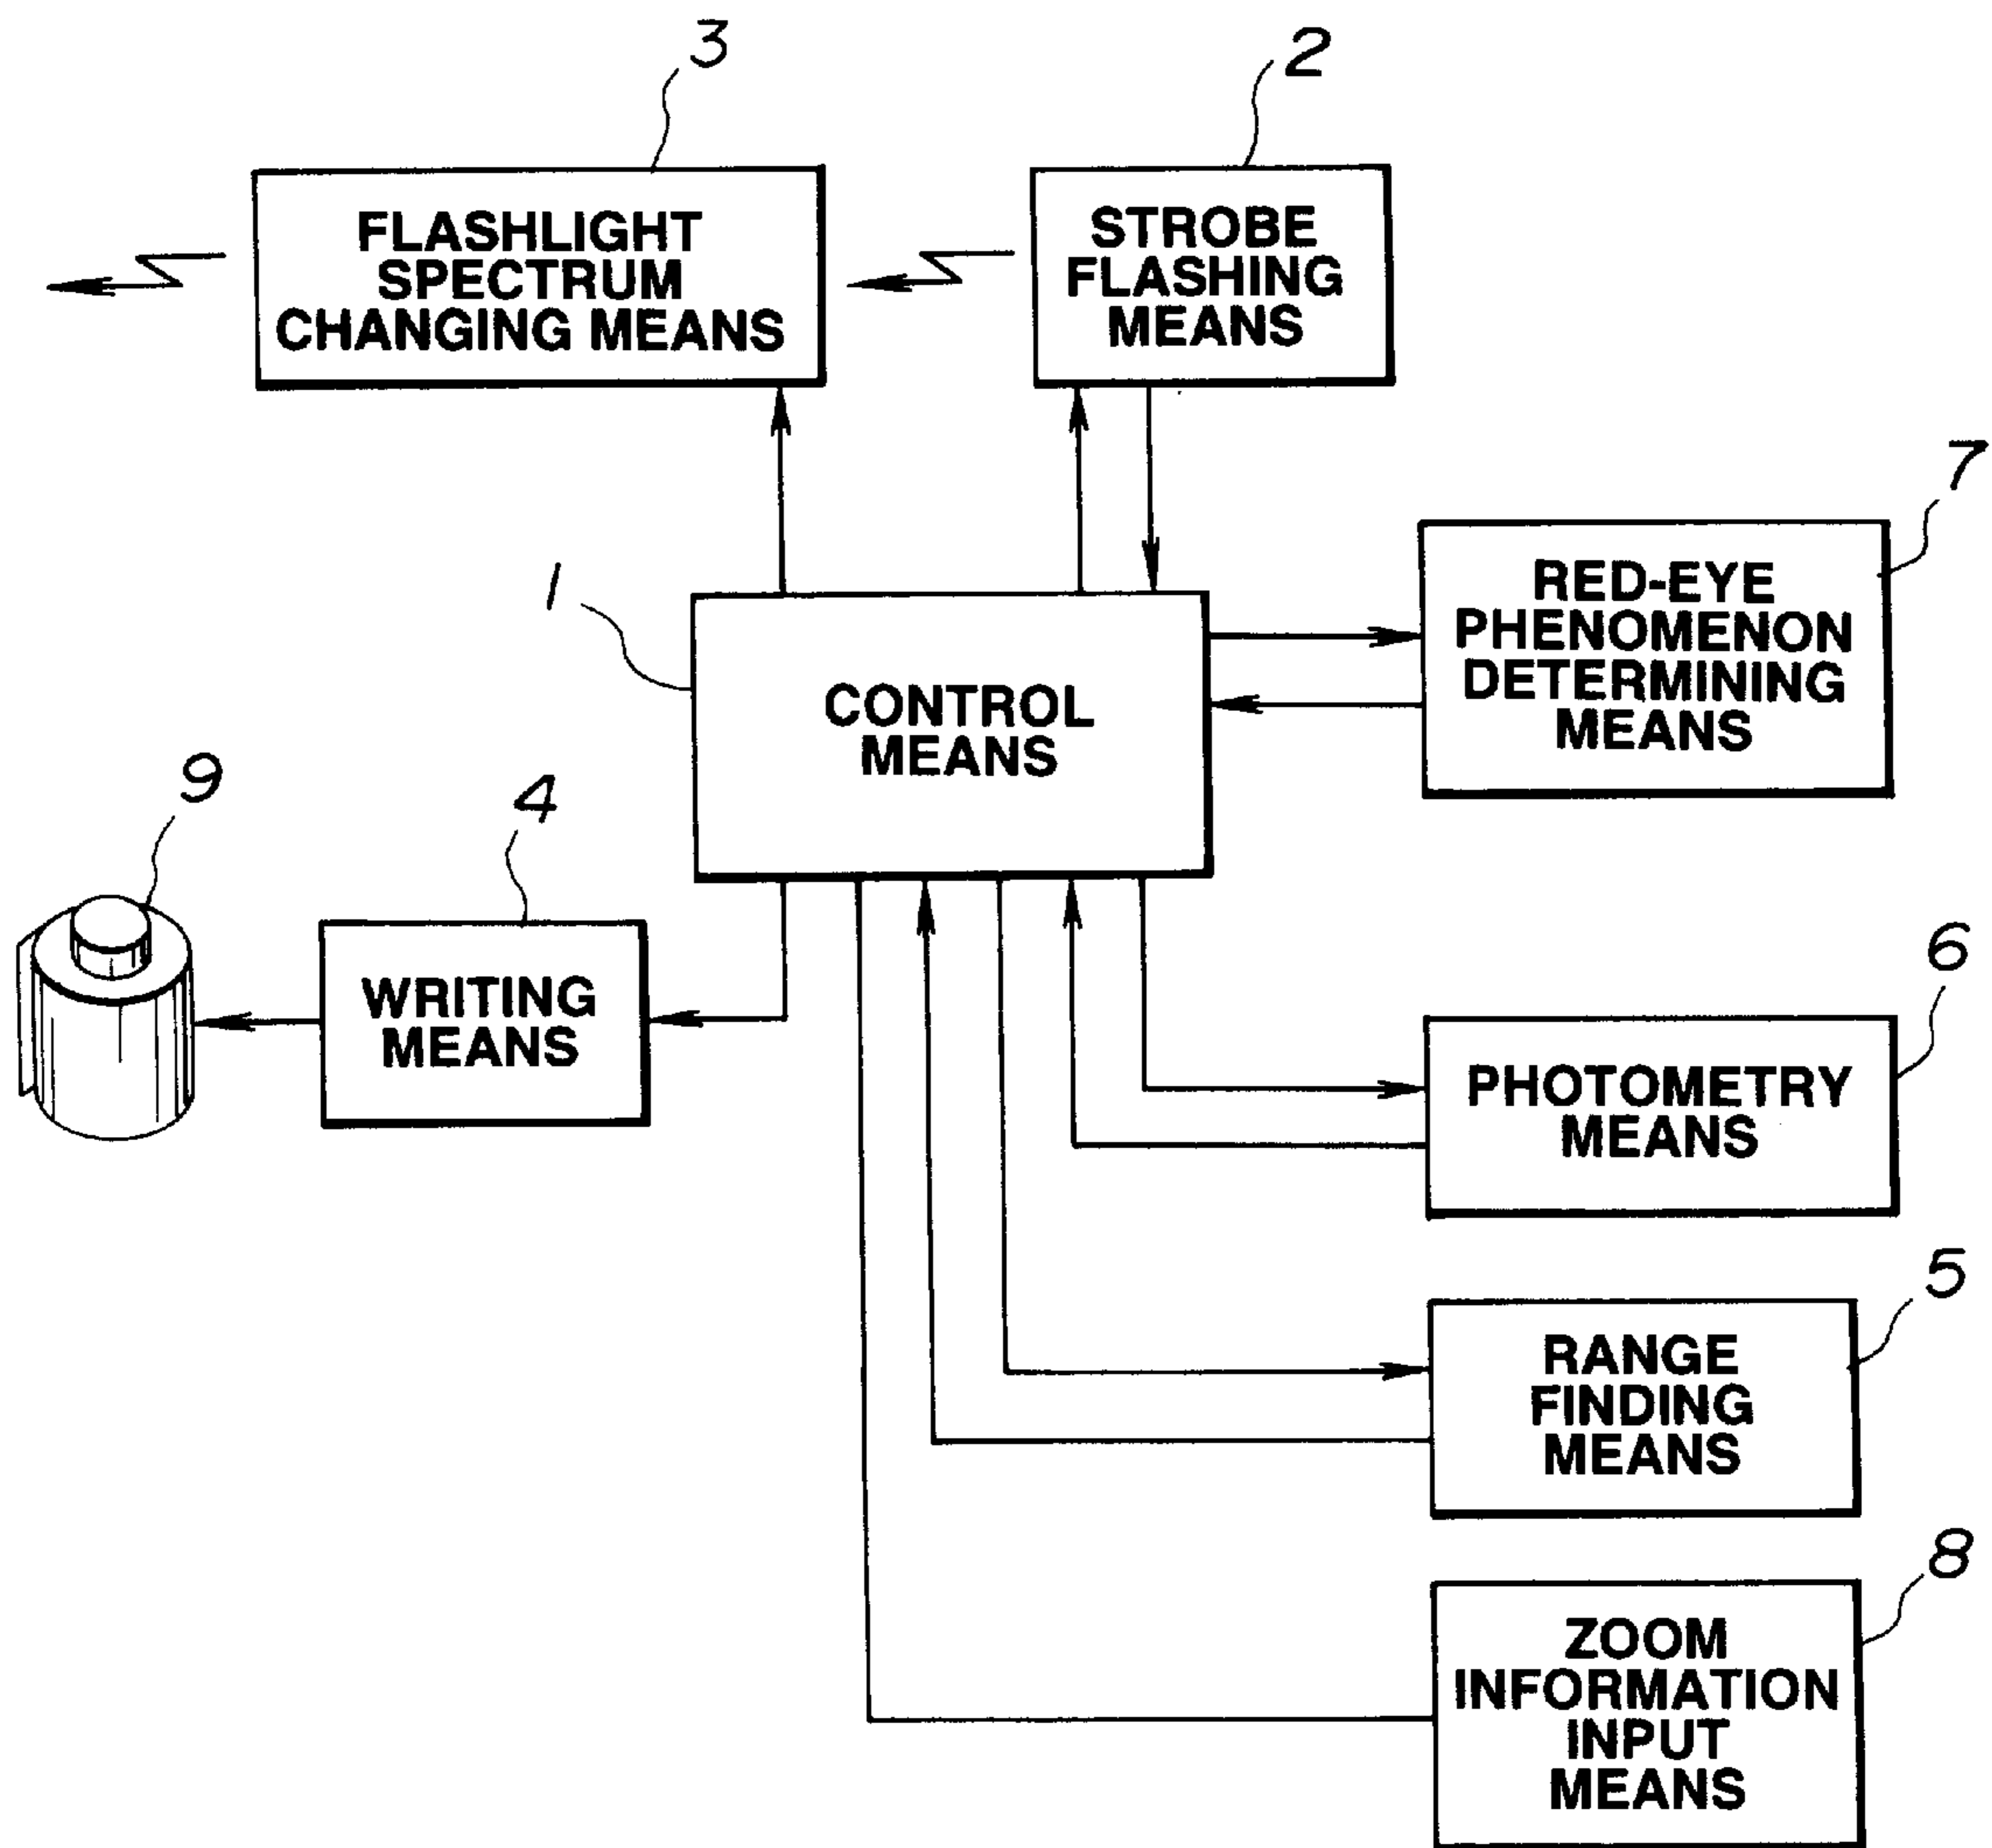 3
2
FLASHLIGHT
SPECTRUM
CHANGING MEANS
STROBE
FLASHING
MEANS
7
1
RED-EYE
PHENOMENON
DETERMINING
MEANS
CONTROL
MEANS
9
4
WRITING
MEANS
6
PHOTOMETRY
MEANS
5
RANGE
FINDING
MEANS
8
ZOOM
INFORMATION
INPUT
MEANS